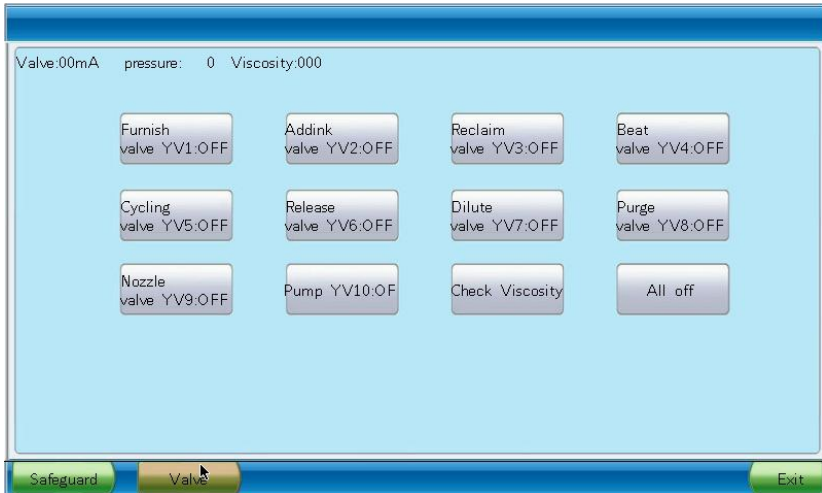 Valve:00mA pressure: 0 Viscosity:000
Furnish
valve YV1:OFF
Addink
valve YV2:OFF
Reclaim
valve YV3:OFF
Beat
valve YV4:OFF
Cycling
valve YV5:OFF
Release
valve YV6:OFF
Dilute
valve YV7:OFF
Purge
valve YV8:OFF
Nozzle
valve YV9:OFF
Pump YV10:OF
Check Viscosity
All off
Safeguard
Valve
Exit